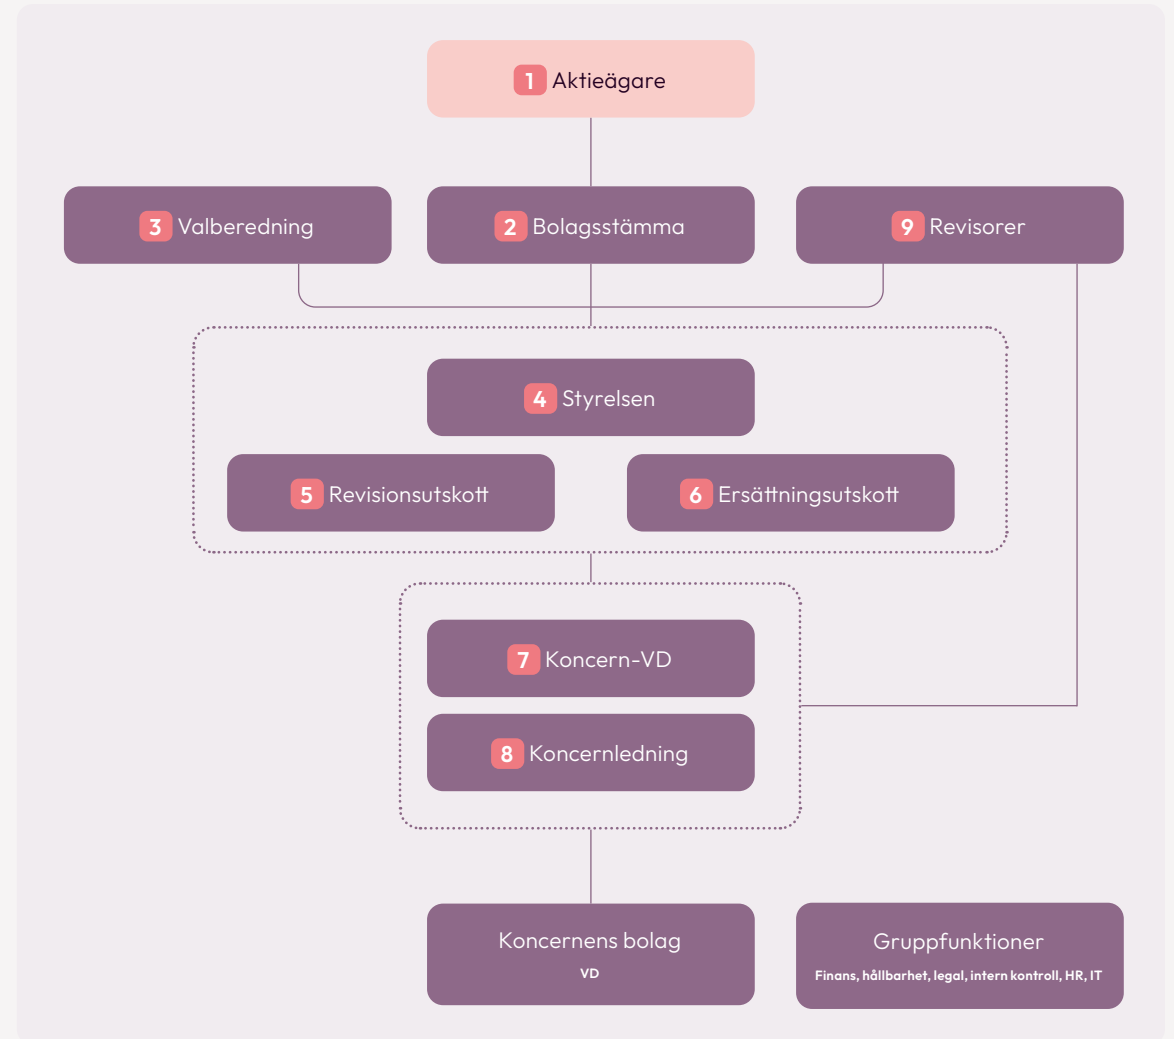 1 Aktieägare
3 Valberedning
2 Bolagsstämma
9 Revisorer
4 Styrelsen
5 Revisionsutskott
6 Ersättningsutskott
7 Koncern-VD
8 Koncernledning
Koncernens bolag
VD
Gruppfunktioner
Finans, hållbarhet, legal, intern kontroll, HR, IT